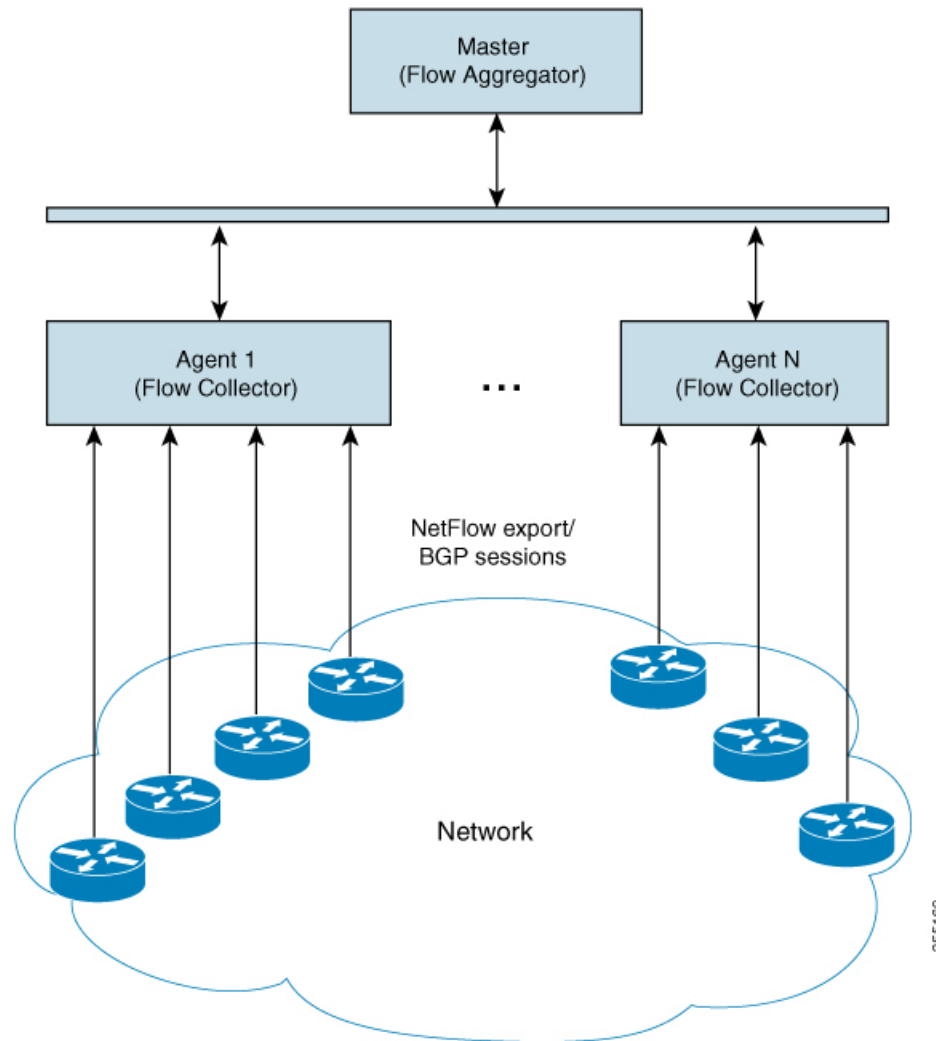 Master
(Flow Aggregator)
Agent 1
(Flow Collector)
...
Agent N
(Flow Collector)
NetFlow export/
BGP sessions
Network